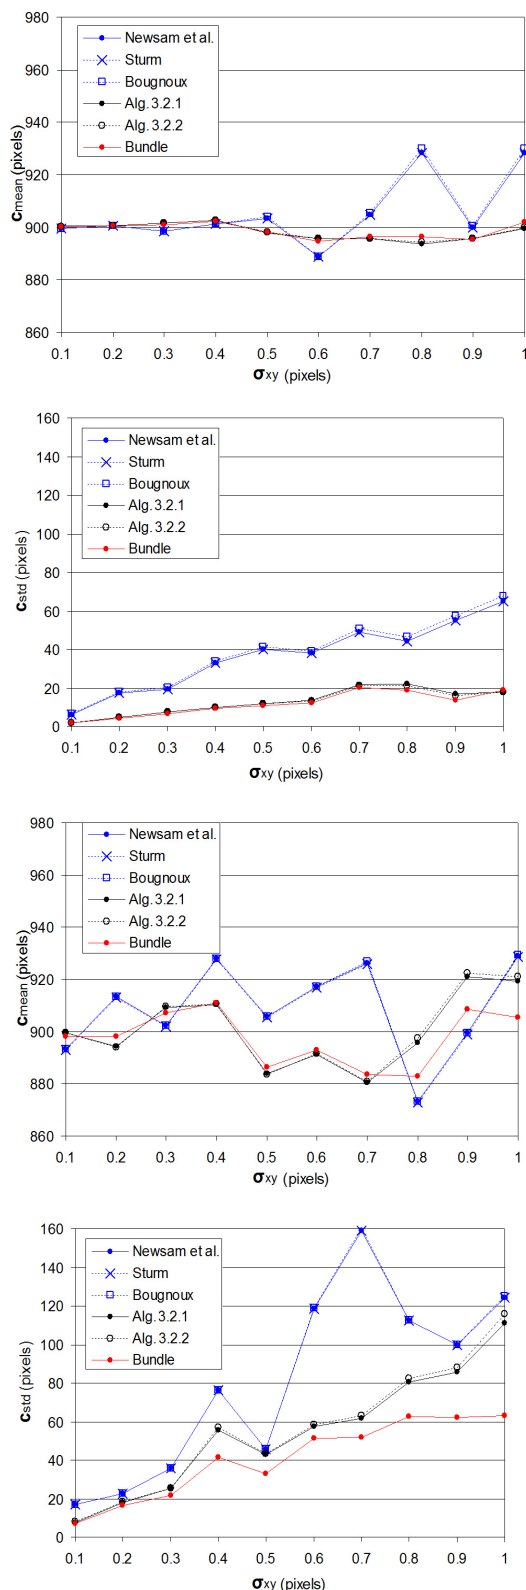 980
960
940
920
900
880
860
cmean (pixels)
Newsam et al.
Sturm
Bougnoux
Alg. 3.2.1
Alg. 3.2.2
Bundle
0.1 0.2 0.3 0.4 0.5 0.6 0.7 0.8 0.9 1
σxy (pixels)
160
140
120
100
80
60
40
20
0
cstd (pixels)
Newsam et al.
Sturm
Bougnoux
Alg. 3.2.1
Alg. 3.2.2
Bundle
0.1 0.2 0.3 0.4 0.5 0.6 0.7 0.8 0.9 1
σxy (pixels)
980
960
940
920
900
880
860
cmean (pixels)
Newsam et al.
Sturm
Bougnoux
Alg. 3.2.1
Alg. 3.2.2
Bundle
0.1 0.2 0.3 0.4 0.5 0.6 0.7 0.8 0.9 1
σxy (pixels)
160
140
120
100
80
60
40
20
0
cstd (pixels)
Newsam et al.
Sturm
Bougnoux
Alg. 3.2.1
Alg. 3.2.2
Bundle
0.1 0.2 0.3 0.4 0.5 0.6 0.7 0.8 0.9 1
σxy (pixels)